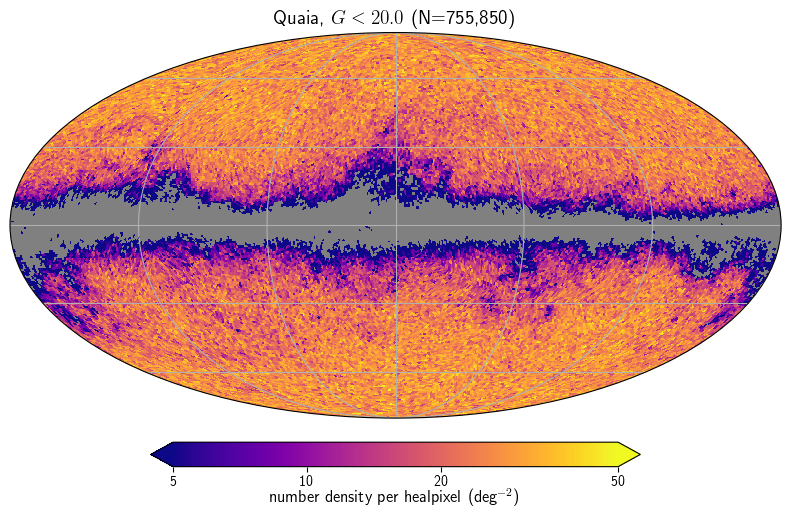 Quaia, G < 20.0 (N=755,850)
5 10 20 50
number density per healpixel (deg⁻²)